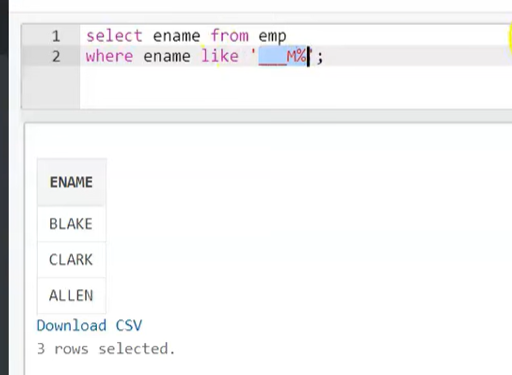 1 select ename from emp
2 where ename like '___M%';
ENAME
BLAKE
CLARK
ALLEN
Download CSV
3 rows selected.